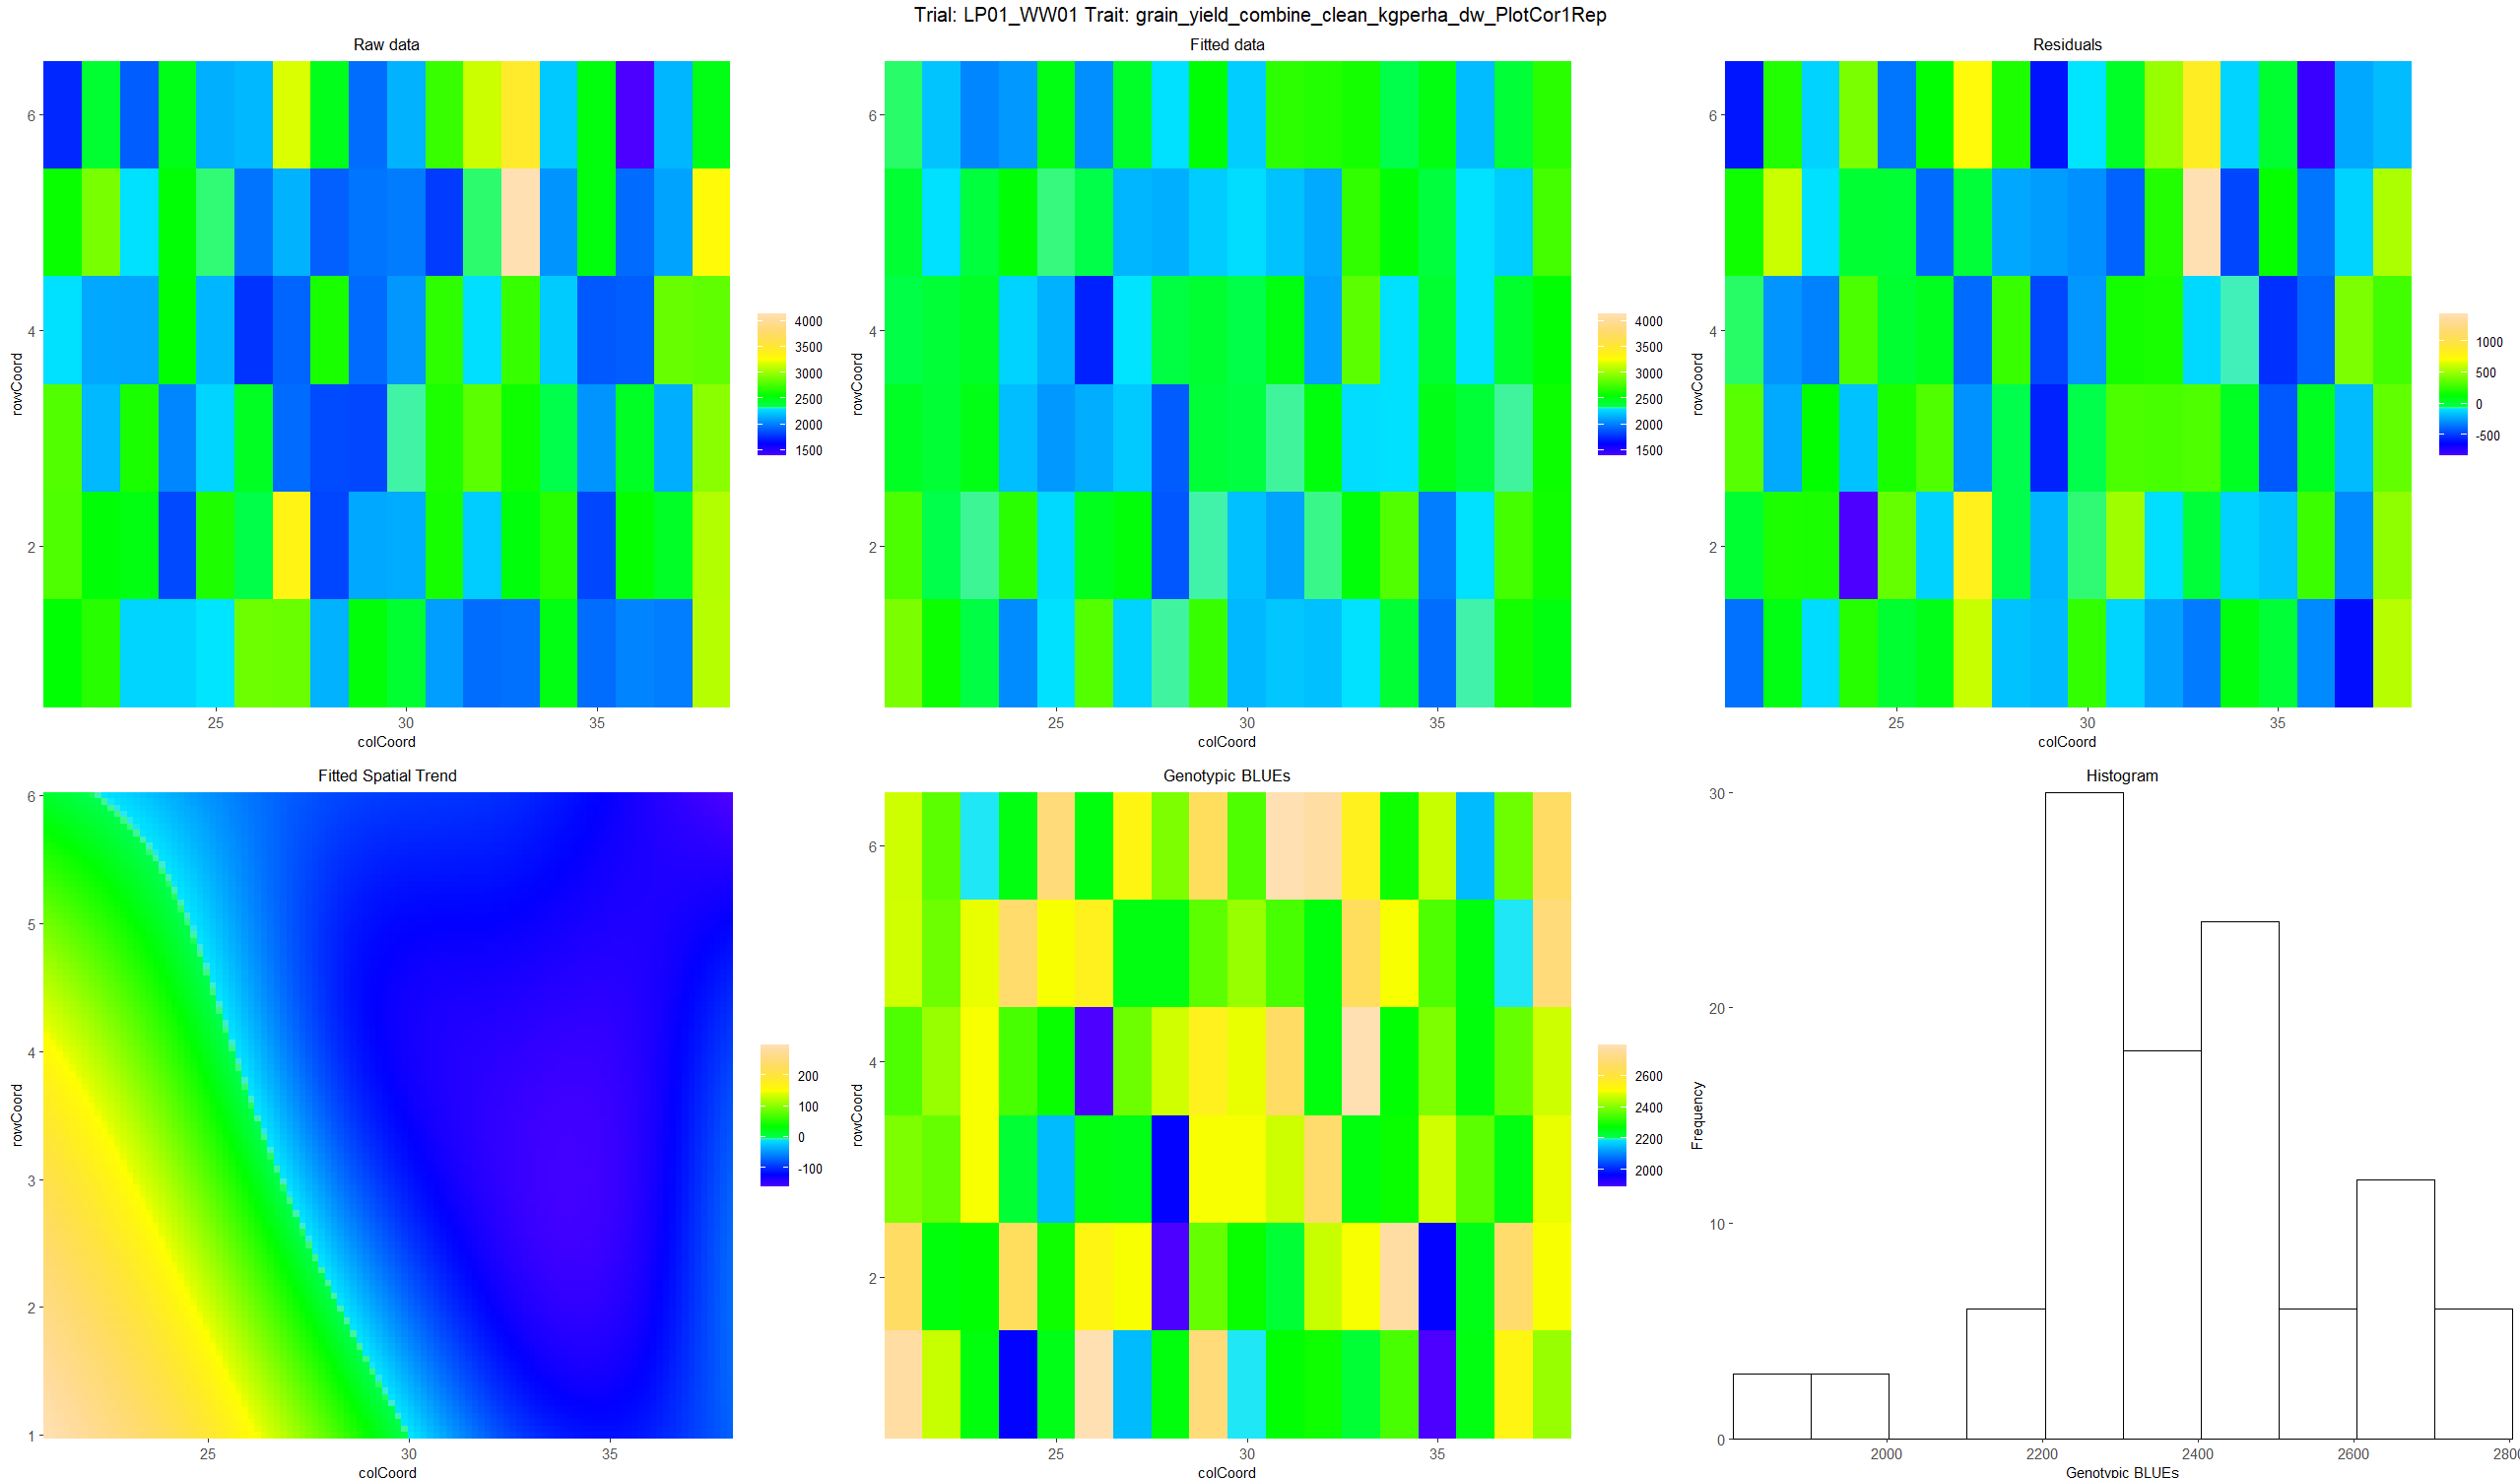 Trial: LP01_WW01 Trait: grain_yield_combine_clean_kgperha_dw_PlotCor1Rep
Raw data
6
4
2
rowCoord
25 30 35
colCoord
4000
3500
3000
2500
2000
1500
Fitted data
6
4
2
rowCoord
25 30 35
colCoord
4000
3500
3000
2500
2000
1500
Residuals
6
4
2
rowCoord
25 30 35
colCoord
1000
500
0
-500
Fitted Spatial Trend
6
5
4
3
2
1
rowCoord
25 30 35
colCoord
200
100
0
-100
Genotypic BLUEs
6
4
2
rowCoord
25 30 35
colCoord
2600
2400
2200
2000
Histogram
30
20
10
0
Frequency
2000 2200 2400 2600 280
Genotypic BLUEs